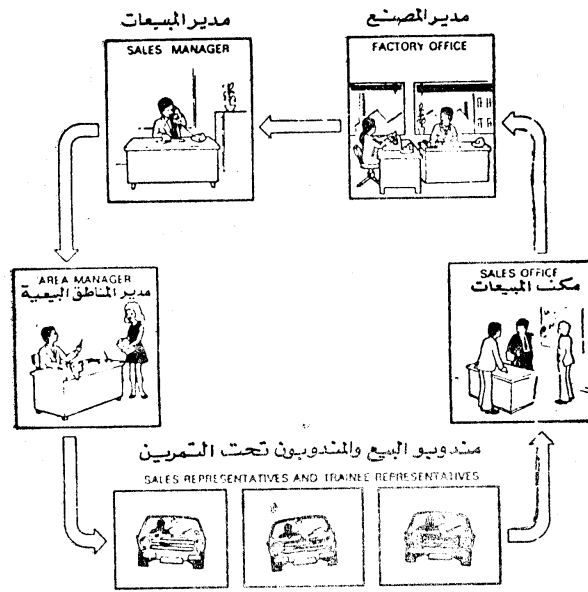 مدير المبيعات
SALES MANAGER
مدير المصنع
FACTORY OFFICE
AREA MANAGER
مدير المناطق البيعية
SALES OFFICE
مكتب المبيعات
مندوبو البيع والمندوبون تحت التمرين
SALES REPRESENTATIVES AND TRAINEE REPRESENTATIVES